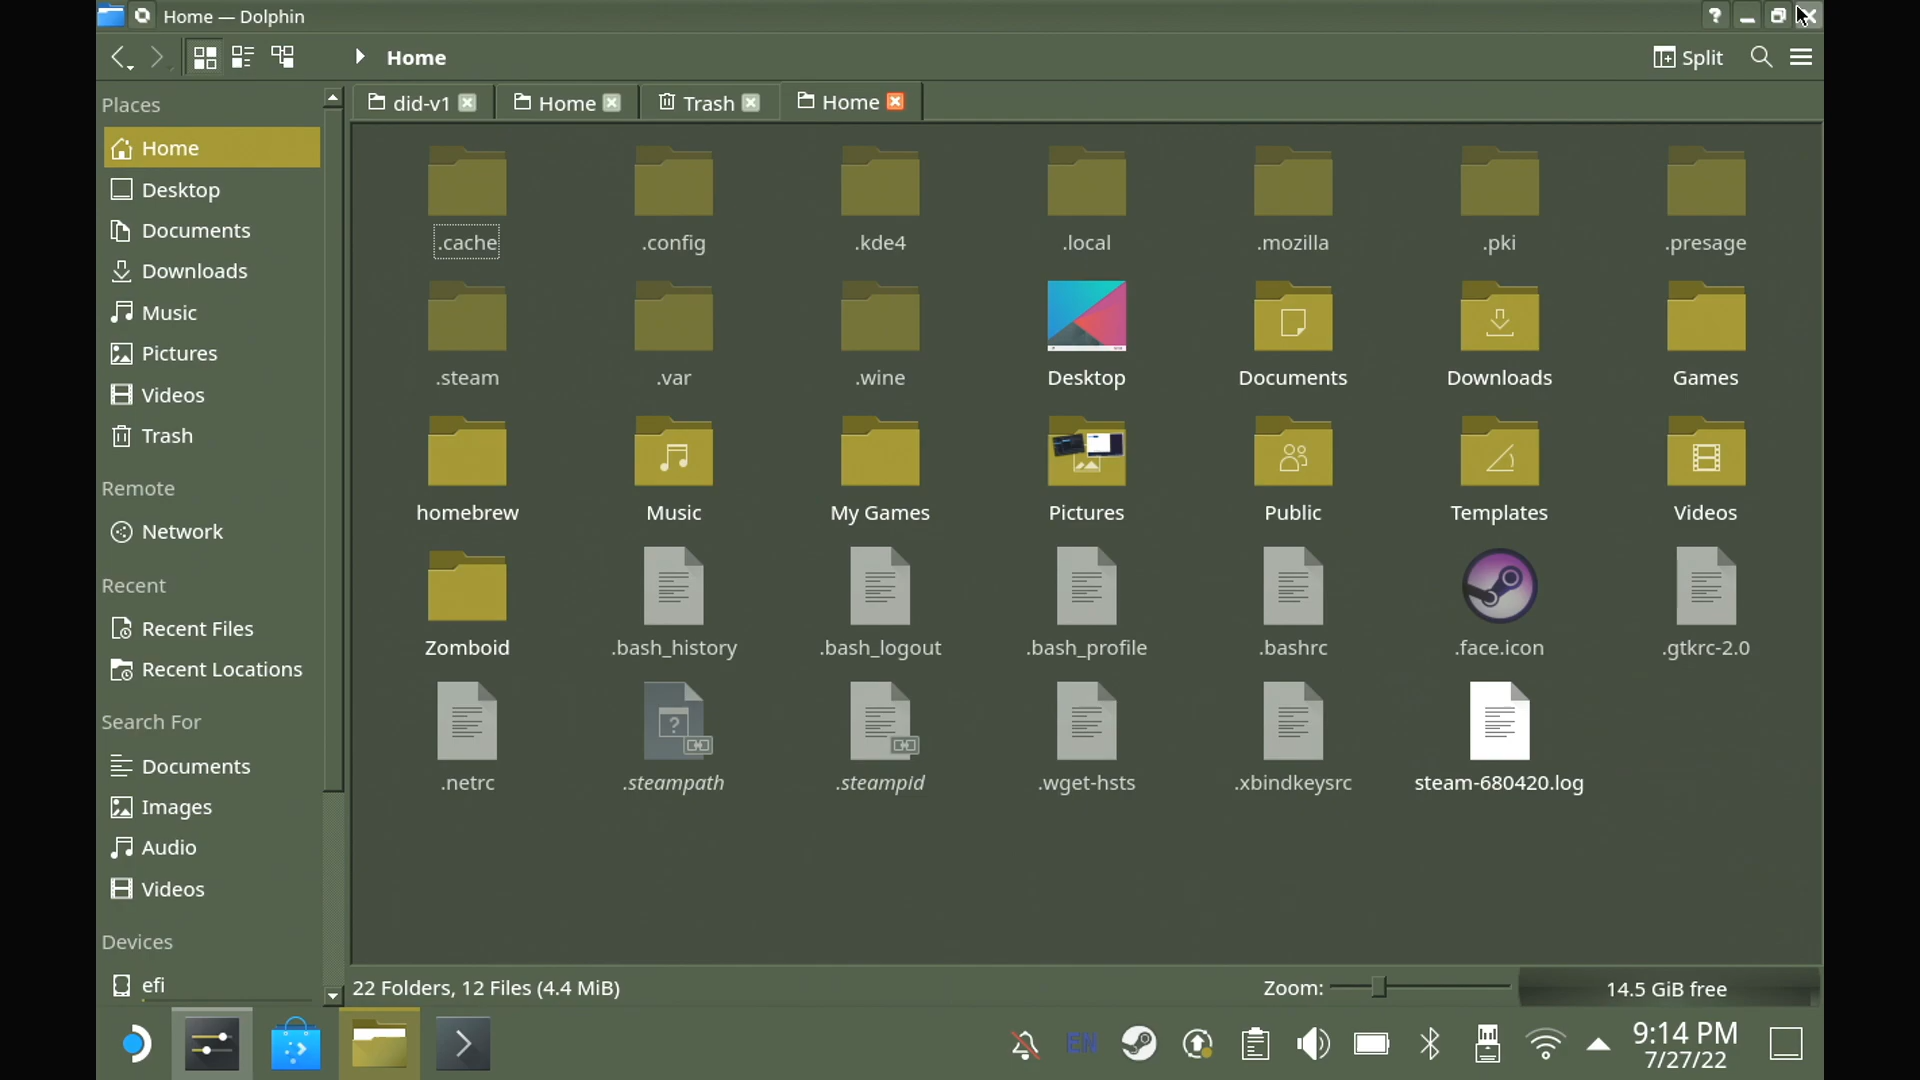 Home — Dolphin
Home
Split
Places
did-v1
Home
Trash
Home
Home
Desktop
Documents
Downloads
Music
Pictures
Videos
Trash
Remote
Network
Recent
Recent Files
Recent Locations
Search For
Documents
Images
Audio
Videos
Devices
efi
.cache
.config
.kde4
.local
.mozilla
.pki
.presage
.steam
.var
.wine
Desktop
Documents
Downloads
Games
homebrew
Music
My Games
Pictures
Public
Templates
Videos
Zomboid
.bash_history
.bash_logout
.bash_profile
.bashrc
.face.icon
.gtkrc-2.0
.netrc
.steampath
.steampid
.wget-hsts
.xbindkeysrc
steam-680420.log
22 Folders, 12 Files (4.4 MiB)
Zoom:
14.5 GiB free
EN
9:14 PM
7/27/22